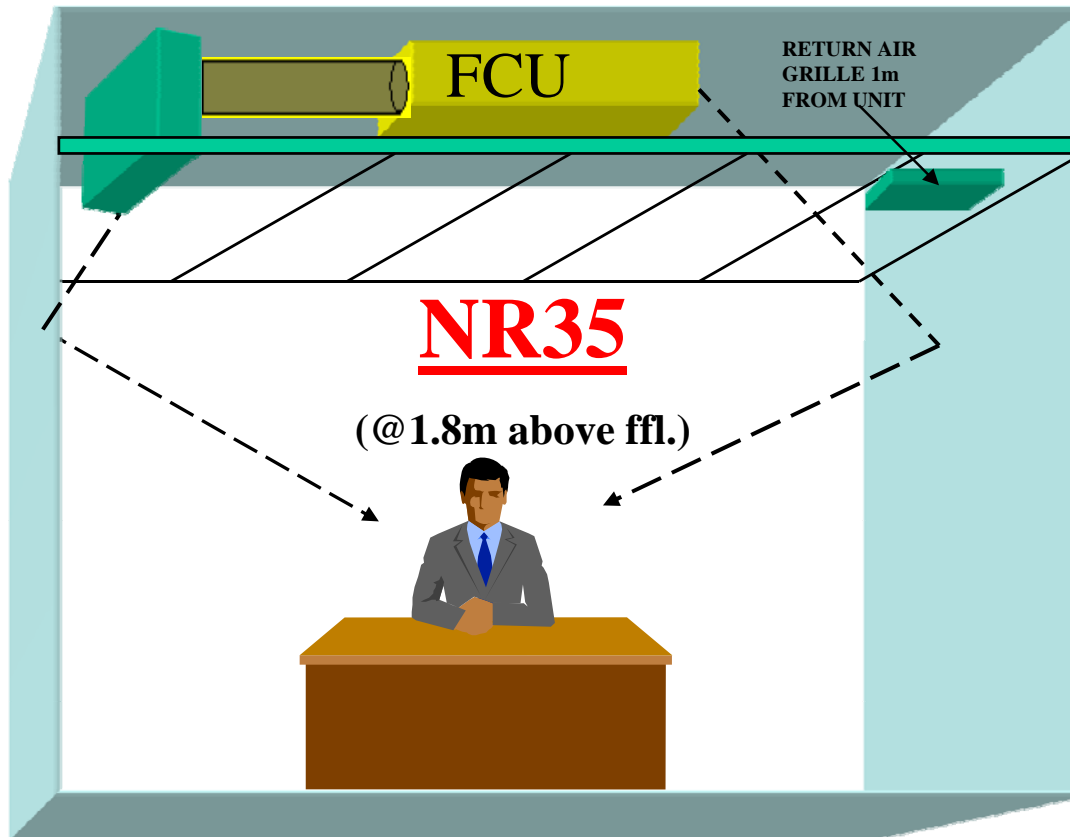 FCU
RETURN AIR
GRILLE 1m
FROM UNIT
NR35
(@1.8m above ffl.)